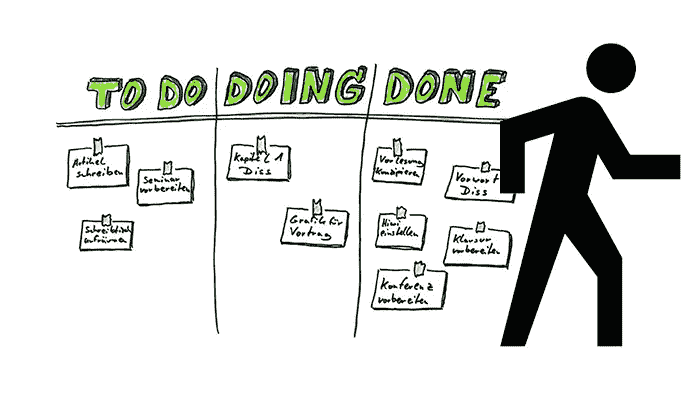 TO DO DOING DONE
Artikel
schreiben
Seminar
vorbereiten
Schreibtisch
aufräumen
Kapitel 1
Diss
Grafik für
Vortrag
Vorlesung
konzipieren
Vorwort
Diss
Hiwi
einstellen
Klausur
vorbereiten
Konferenz
vorbereiten